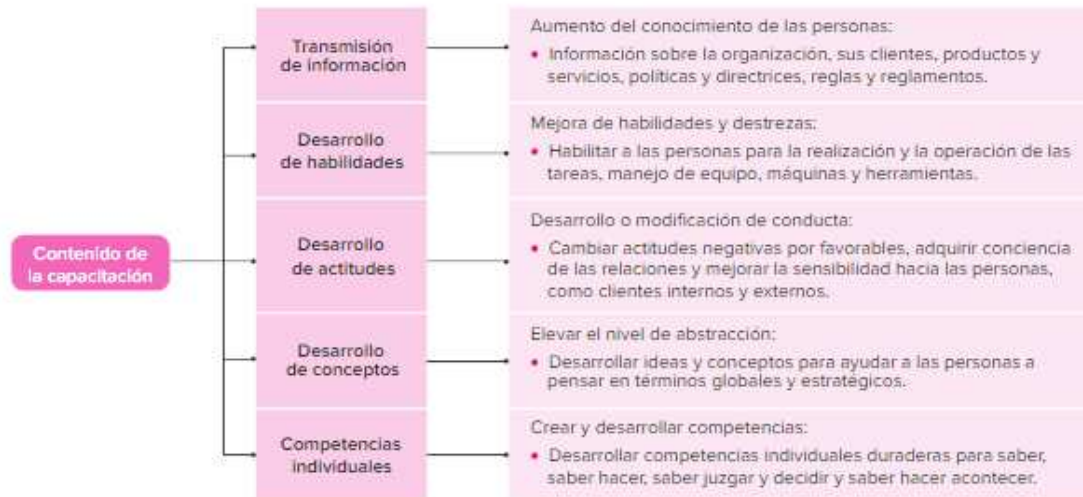 Contenido de
la capacitación
Transmisión
de información
Aumento del conocimiento de las personas:
• Información sobre la organización, sus clientes, productos y
servicios, políticas y directrices, reglas y reglamentos.
Desarrollo
de habilidades
Mejora de habilidades y destrezas:
• Habilitar a las personas para la realización y la operación de las
tareas, manejo de equipo, máquinas y herramientas.
Desarrollo
de actitudes
Desarrollo o modificación de conducta:
• Cambiar actitudes negativas por favorables, adquirir conciencia
de las relaciones y mejorar la sensibilidad hacia las personas,
como clientes internos y externos.
Desarrollo
de conceptos
Elevar el nivel de abstracción:
• Desarrollar ideas y conceptos para ayudar a las personas a
pensar en términos globales y estratégicos.
Competencias
individuales
Crear y desarrollar competencias:
• Desarrollar competencias individuales duraderas para saber,
saber hacer, saber juzgar y decidir y saber hacer acontecer.